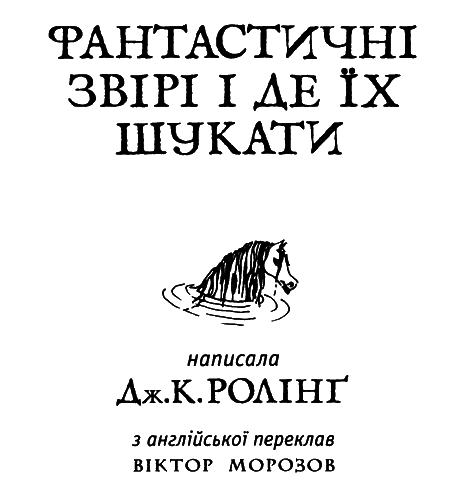 ФАНТАСТИЧНІ
ЗВІРІ І ДЕ ЇХ
ШУКАТИ
написала
Дж.К.РОЛІНҐ
з англійської переклав
ВІКТОР МОРОЗОВ